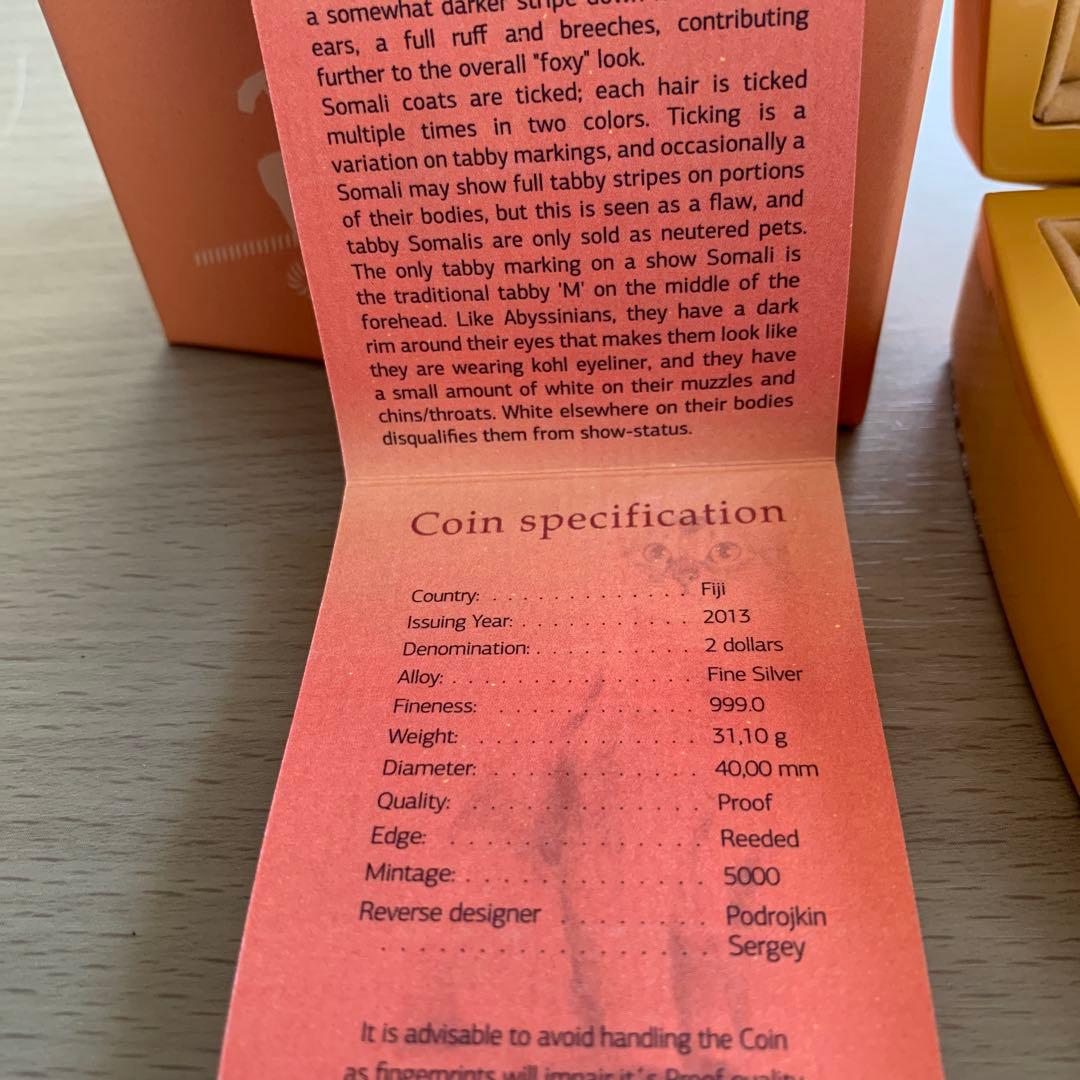 a somewhat darker stripe down
ears, a full ruff and breeches, contributing
further to the overall "foxy" look.
Somali coats are ticked; each hair is ticked
multiple times in two colors. Ticking is a
variation on tabby markings, and occasionally a
Somali may show full tabby stripes on portions
of their bodies, but this is seen as a flaw, and
tabby Somalis are only sold as neutered pets.
The only tabby marking on a show Somali is
the traditional tabby 'M' on the middle of the
forehead. Like Abyssinians, they have a dark
rim around their eyes that makes them look like
they are wearing kohl eyeliner, and they have
a small amount of white on their muzzles and
chins/throats. White elsewhere on their bodies
disqualifies them from show-status.
Coin specification
Country: . . . . . . . . . . . . . . Fiji
Issuing Year: . . . . . . . . . . . 2013
Denomination: . . . . . . . . . . 2 dollars
Alloy: . . . . . . . . . . . . . . . . Fine Silver
Fineness: . . . . . . . . . . . . . 999.0
Weight: . . . . . . . . . . . . . . 31,10 g
Diameter: . . . . . . . . . . . . . 40,00 mm
Quality: . . . . . . . . . . . . . . Proof
Edge: . . . . . . . . . . . . . . . . Reeded
Mintage: . . . . . . . . . . . . . . 5000
Reverse designer . . . . . . . . Podrojkin
. . . . . . . . . . . . . . . . . . . Sergey
It is advisable to avoid handling the Coin
as fingemrints will impair it's Proof quality